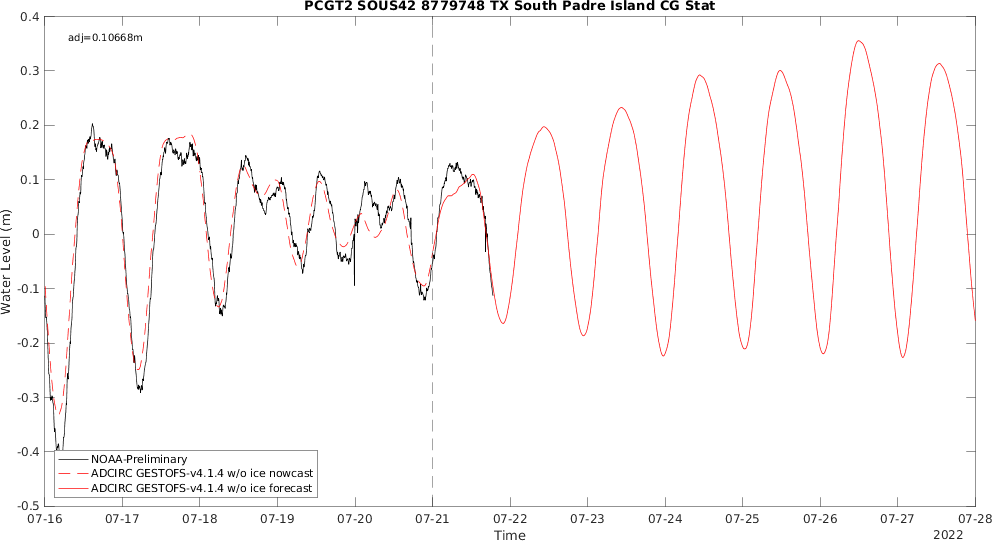 PCGT2 SOUS42 8779748 TX South Padre Island CG Stat
adj=0.10668m
0.4
0.3
0.2
0.1
0
-0.1
-0.2
-0.3
-0.4
-0.5
Water Level (m)
NOAA-Preliminary
ADCIRC GESTOFS-v4.1.4 w/o ice nowcast
ADCIRC GESTOFS-v4.1.4 w/o ice forecast
07-16 07-17 07-18 07-19 07-20 07-21 07-22 07-23 07-24 07-25 07-26 07-27 07-28
Time
2022